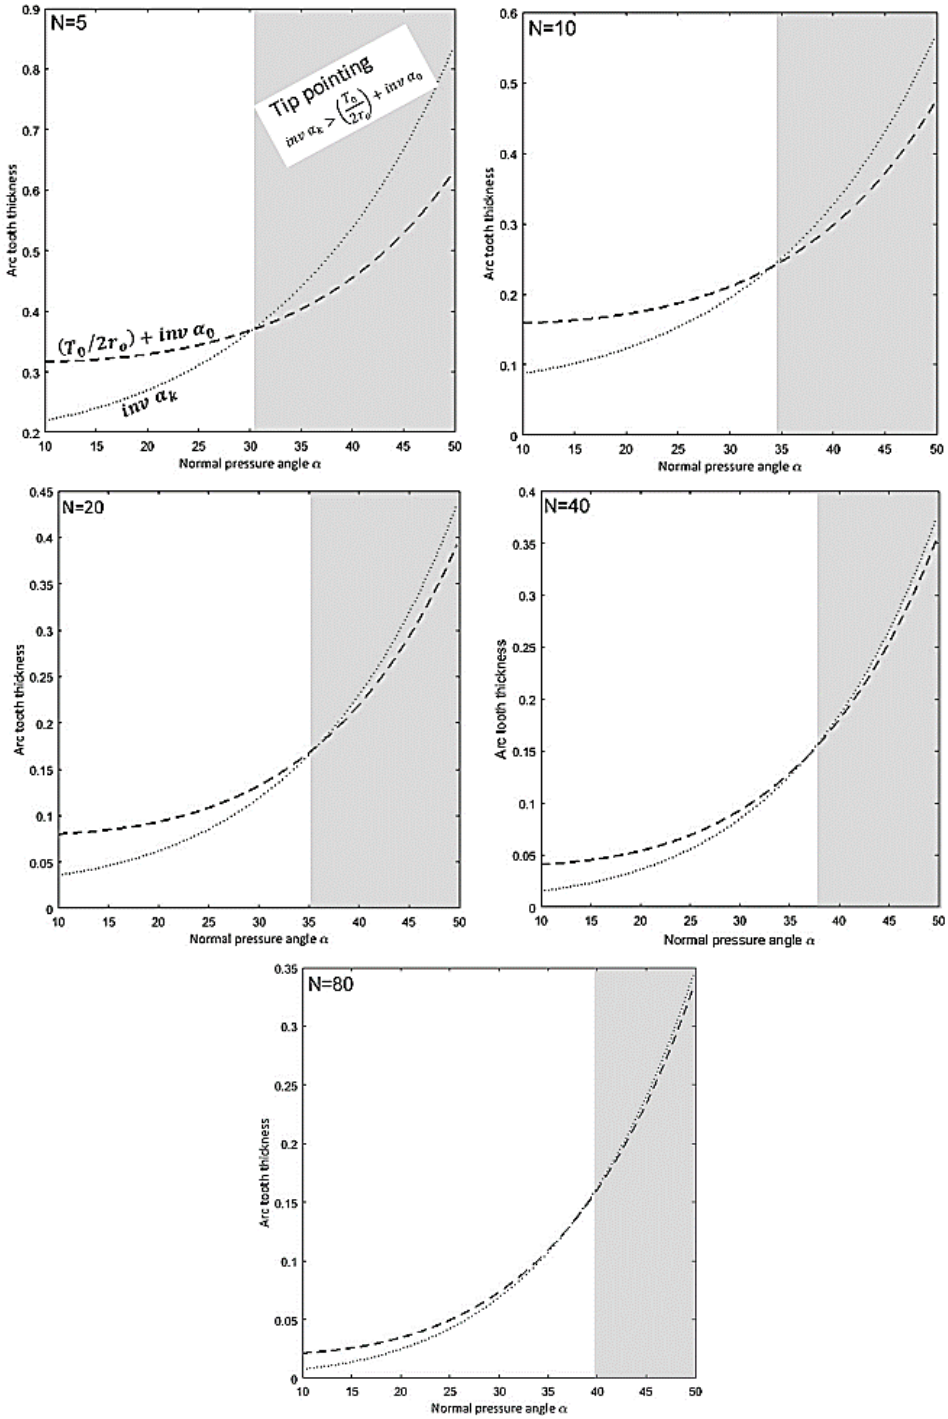 N=5
Tip pointing
inv αₖ > (T₀/2r₀) + inv α₀
(T₀/2r₀) + inv α₀
inv αₖ
0.9
0.8
0.7
0.6
0.5
0.4
0.3
0.2
Arc tooth thickness
10 15 20 25 30 35 40 45 50
Normal pressure angle α
N=10
0.6
0.5
0.4
0.3
0.2
0.1
0
Arc tooth thickness
10 15 20 25 30 35 40 45 50
Normal pressure angle α
N=20
0.45
0.4
0.35
0.3
0.25
0.2
0.15
0.1
0.05
0
Arc tooth thickness
10 15 20 25 30 35 40 45 50
Normal pressure angle α
N=40
0.4
0.35
0.3
0.25
0.2
0.15
0.1
0.05
0
Arc tooth thickness
10 15 20 25 30 35 40 45 50
Normal pressure angle α
N=80
0.35
0.3
0.25
0.2
0.15
0.1
0.05
0
Arc tooth thickness
10 15 20 25 30 35 40 45 50
Normal pressure angle α